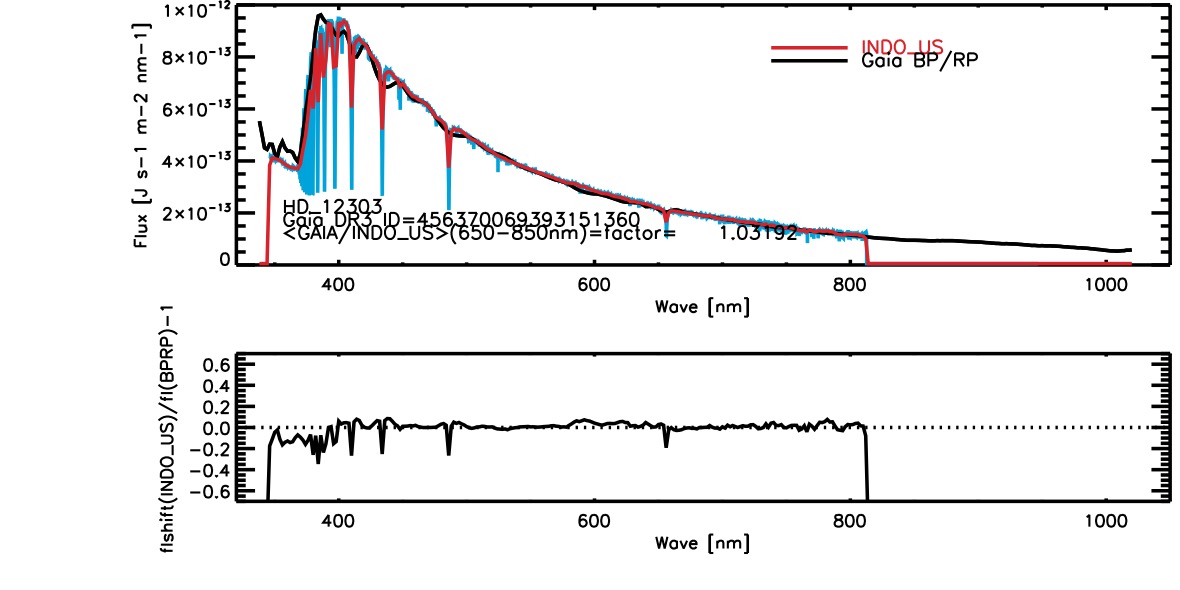 1×10−12
8×10−13
6×10−13
4×10−13
2×10−13
0
Flux [J s−1 m−2 nm−1]
INDO_US
Gaia BP/RP
HD_12303
Gaia DR3 ID=456370069393151360
<GAIA/INDO_US>(650−850nm)=factor= 1.03192
400 600 800 1000
Wave [nm]
0.6
0.4
0.2
0.0
−0.2
−0.4
−0.6
flshift(INDO_US)/fl(BPRP)−1
400 600 800 1000
Wave [nm]